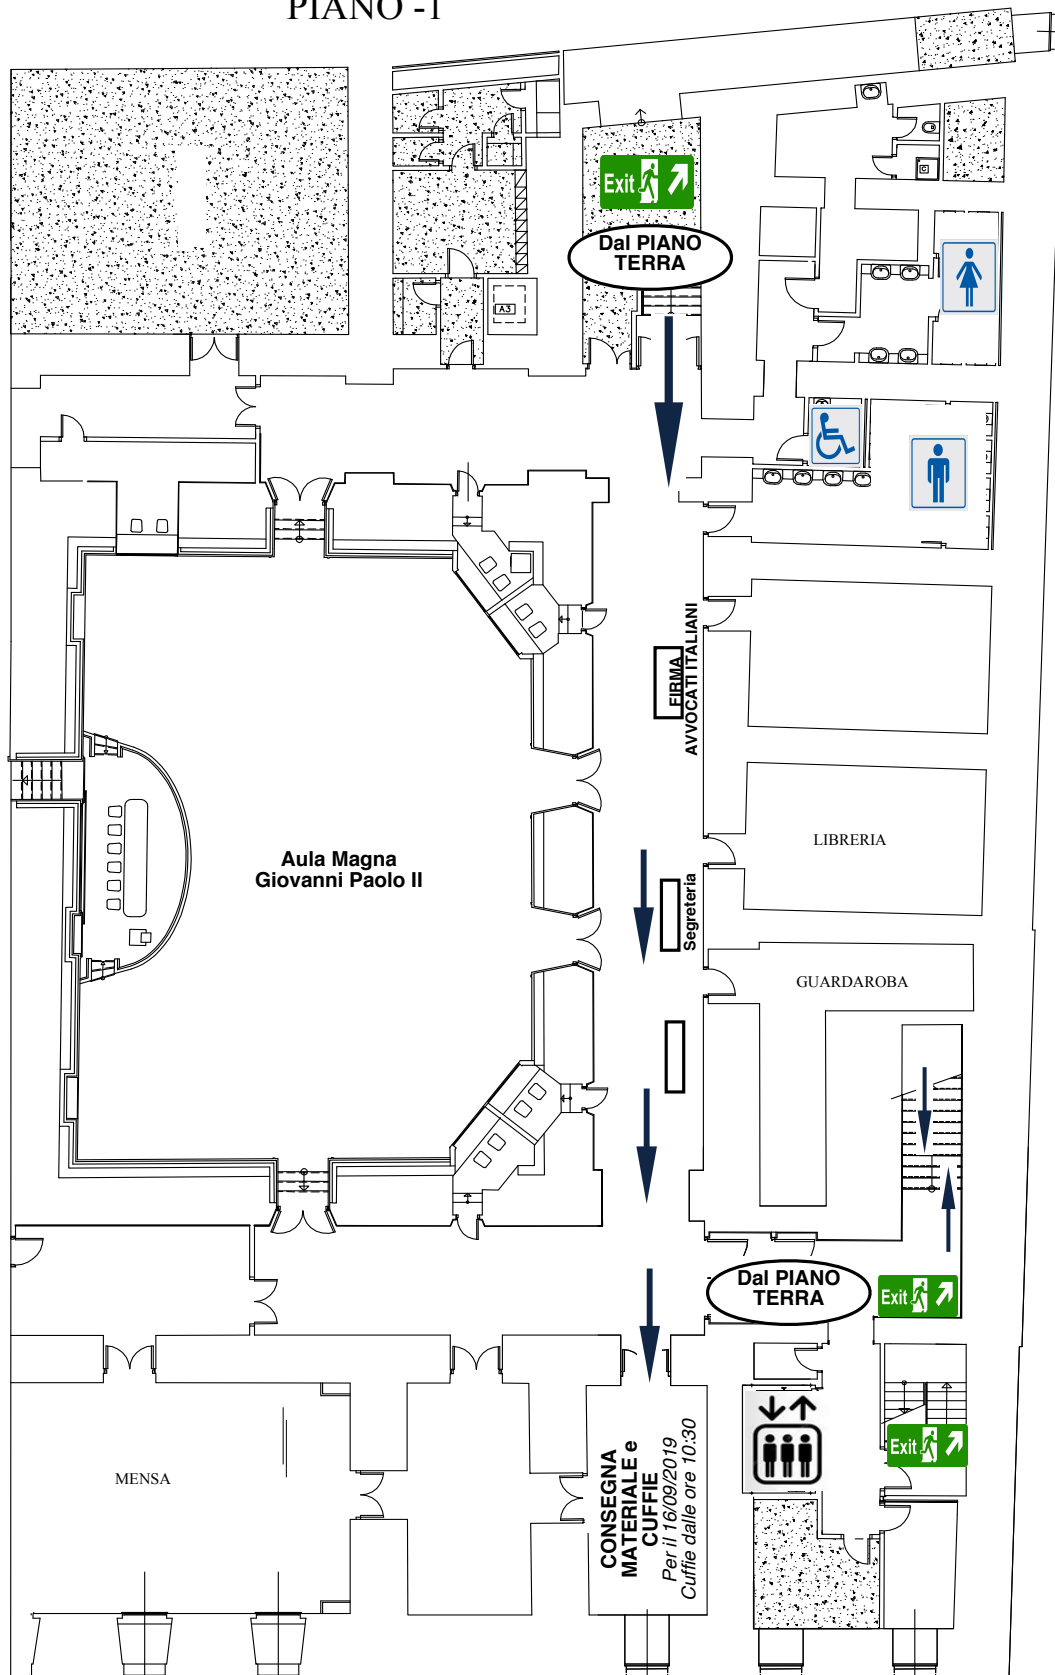 PIANO -1
Exit
Dal PIANO
TERRA
A3
FIRMA
AVVOCATI ITALIANI
LIBRERIA
Aula Magna
Giovanni Paolo II
Segreteria
GUARDAROBA
Dal PIANO
TERRA
Exit
Exit
MENSA
CONSEGNA
MATERIALE e
CUFFIE
Per il 16/09/2019
Cuffie dalle ore 10:30